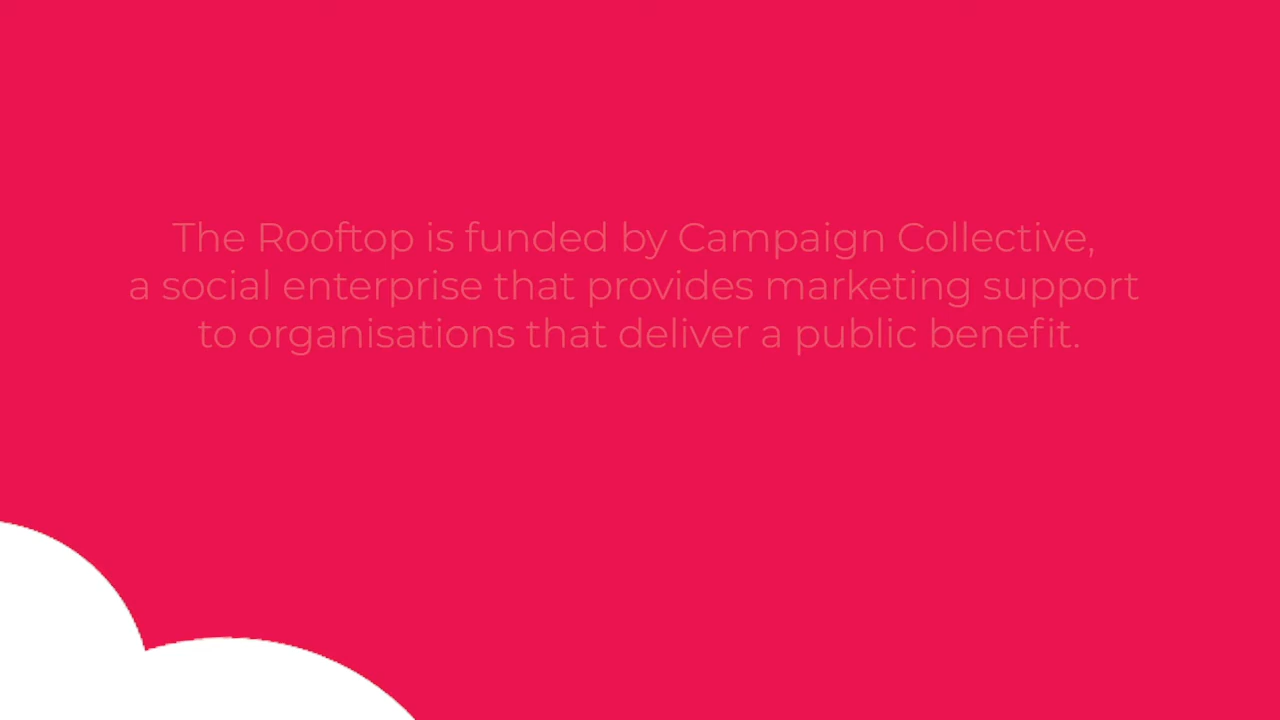 The Rooftop is funded by Campaign Collective,
a social enterprise that provides marketing support
to organisations that deliver a public benefit.